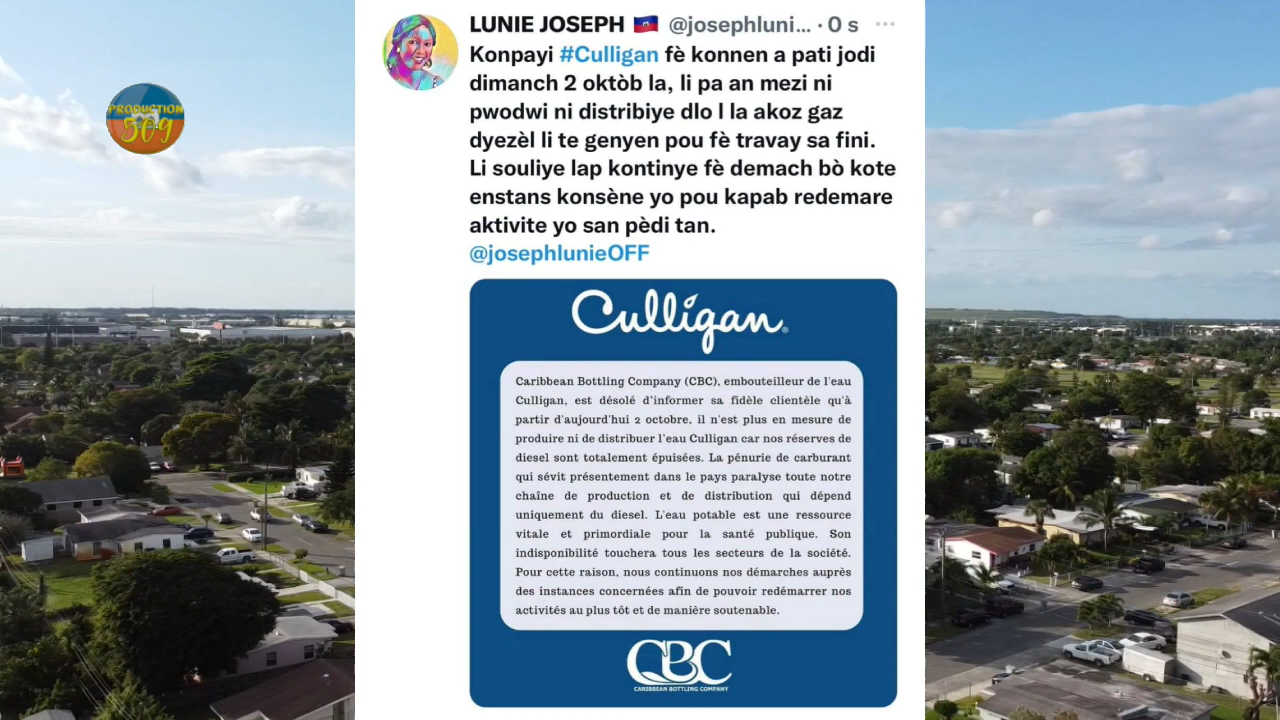 PRODUCTION
509
LUNIE JOSEPH 🇭🇹 @josephluni... · 0 s ...
Konpayi #Culligan fè konnen a pati jodi
dimanch 2 oktòb la, li pa an mezi ni
pwodwi ni distribiye dlo l la akoz gaz
dyezèl li te genyen pou fè travay sa fini.
Li souliye lap kontinye fè demach bò kote
enstans konsène yo pou kapab redemare
aktivite yo san pèdi tan.
@josephlunieOFF
Culligan®
Caribbean Bottling Company (CBC), embouteilleur de l'eau
Culligan, est désolé d'informer sa fidèle clientèle qu'à
partir d'aujourd'hui 2 octobre, il n'est plus en mesure de
produire ni de distribuer l'eau Culligan car nos réserves de
diesel sont totalement épuisées. La pénurie de carburant
qui sévit présentement dans le pays paralyse toute notre
chaîne de production et de distribution qui dépend
uniquement du diesel. L'eau potable est une ressource
vitale et primordiale pour la santé publique. Son
indisponibilité touchera tous les secteurs de la société.
Pour cette raison, nous continuons nos démarches auprès
des instances concernées afin de pouvoir redémarrer nos
activités au plus tôt et de manière soutenable.
CBC
CARIBBEAN BOTTLING COMPANY